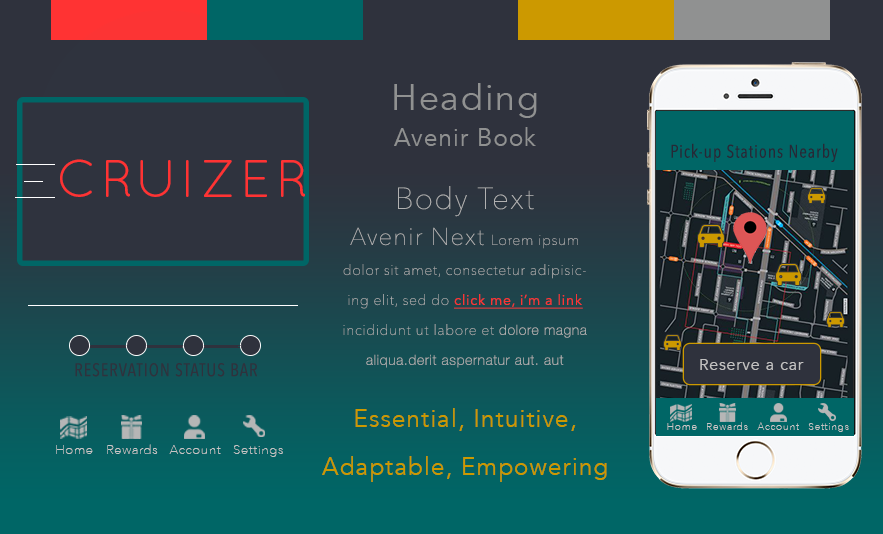 CRUIZER
RESERVATION STATUS BAR
Home Rewards Account Settings
Heading
Avenir Book
Body Text
Avenir Next Lorem ipsum
dolor sit amet, consectetur adipisic-
ing elit, sed do click me, i'm a link
incididunt ut labore et dolore magna
aliqua.derit aspernatur aut. aut
Essential, Intuitive,
Adaptable, Empowering
Pick-up Stations Nearby
Reserve a car
Home Rewards Account Settings